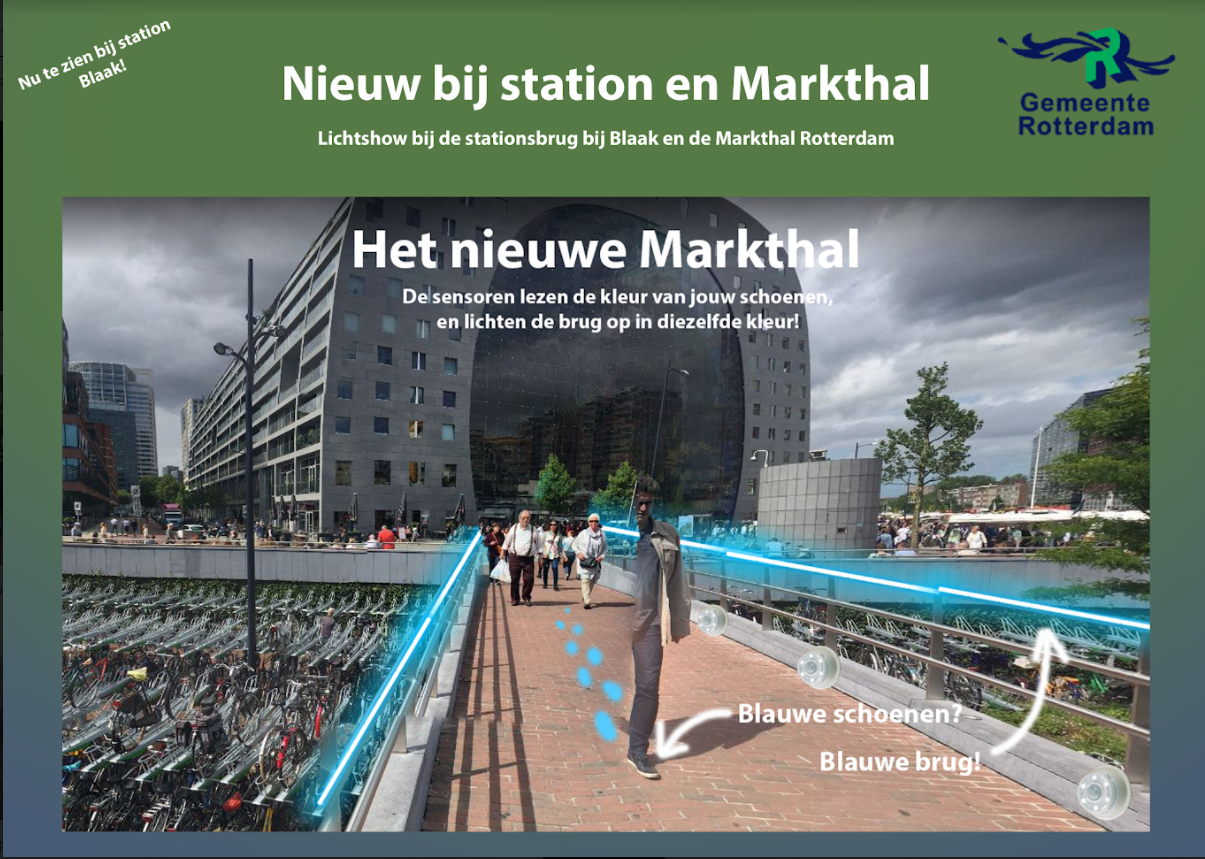 Nu te zien bij station
Blaak!
Nieuw bij station en Markthal
Lichtshow bij de stationsbrug bij Blaak en de Markthal Rotterdam
R
Gemeente
Rotterdam
Het nieuwe Markthal
De sensoren lezen de kleur van jouw schoenen,
en lichten de brug op in diezelfde kleur!
Blauwe schoenen?
Blauwe brug!